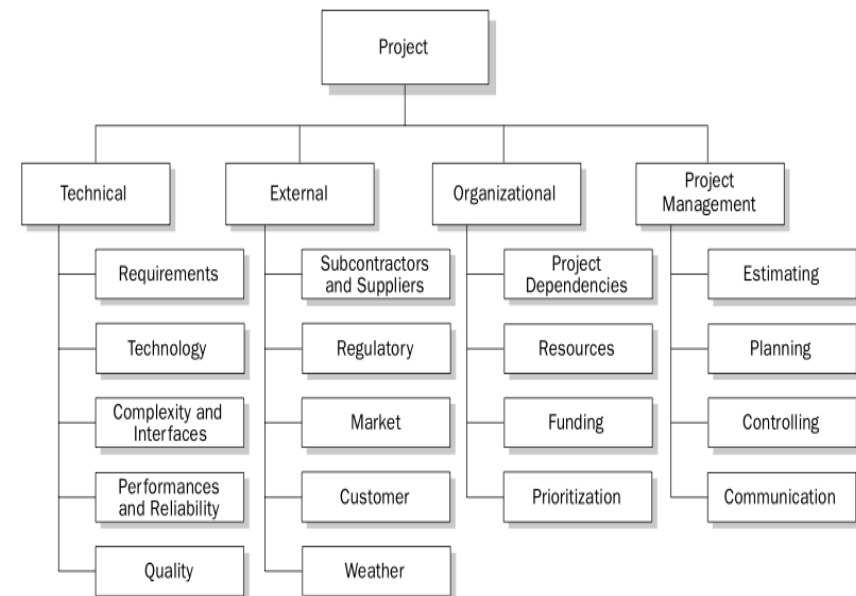 Project
Technical
External
Organizational
Project
Management
Requirements
Technology
Complexity and
Interfaces
Performances
and Reliability
Quality
Subcontractors
and Suppliers
Regulatory
Market
Customer
Weather
Project
Dependencies
Resources
Funding
Prioritization
Estimating
Planning
Controlling
Communication